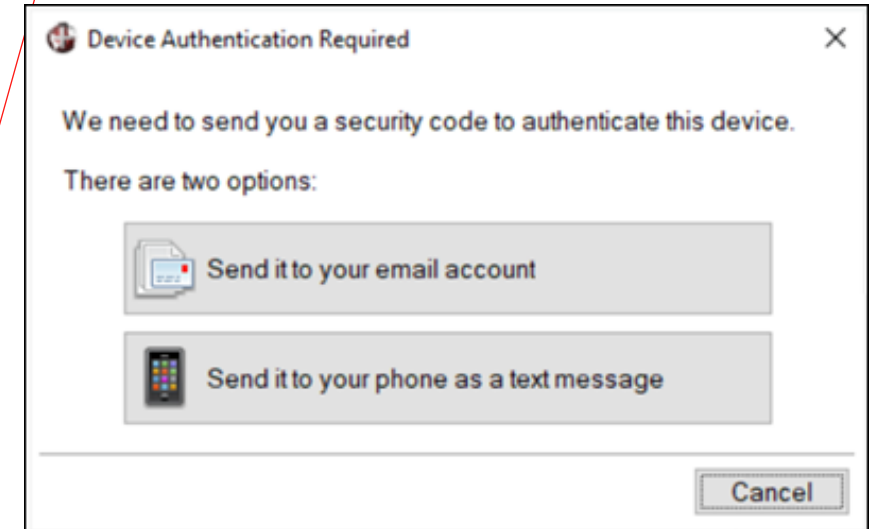 Device Authentication Required
We need to send you a security code to authenticate this device.
There are two options:
Send it to your email account
Send it to your phone as a text message
Cancel